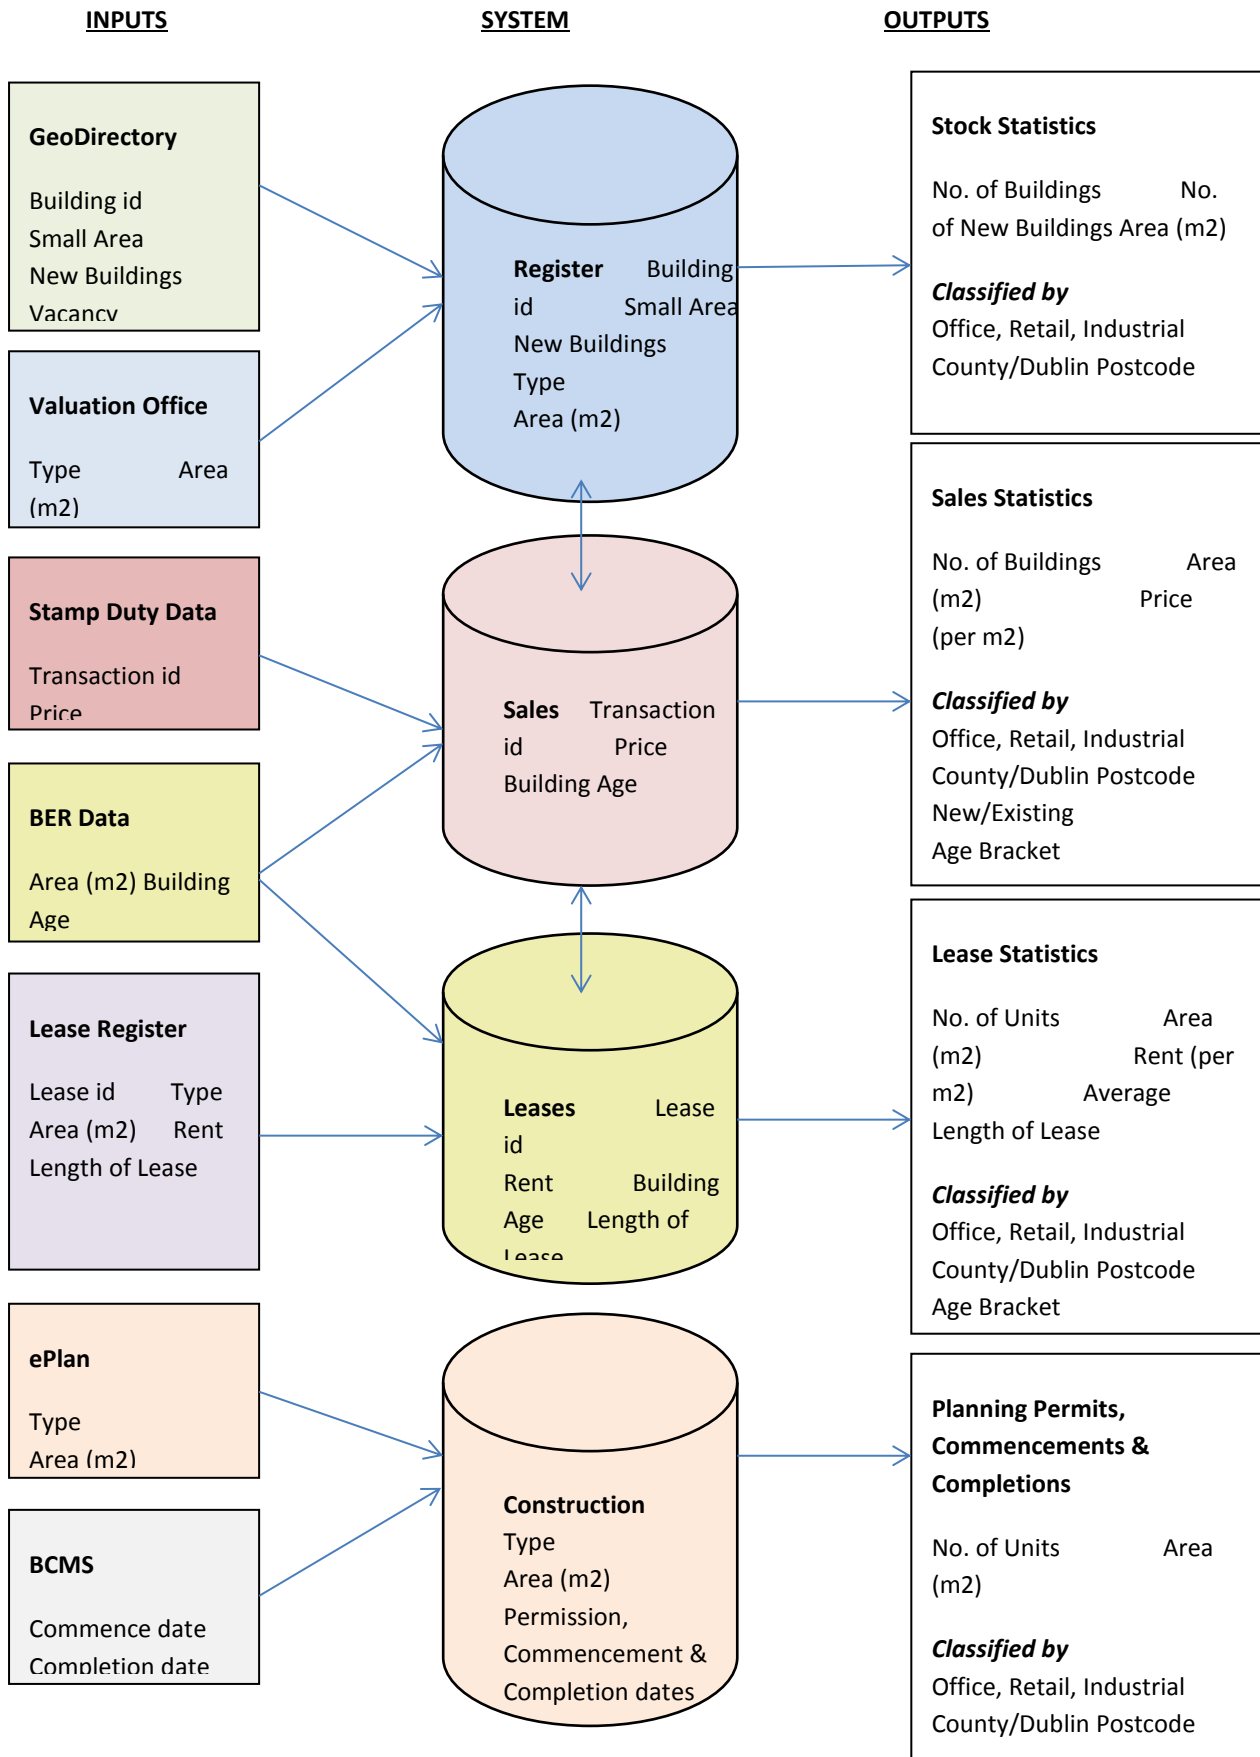 INPUTS
SYSTEM
OUTPUTS
GeoDirectory
Building id
Small Area
New Buildings
Vacancy
Valuation Office
Type Area
(m2)
Stamp Duty Data
Transaction id
Price
BER Data
Area (m2) Building
Age
Lease Register
Lease id Type
Area (m2) Rent
Length of Lease
ePlan
Type
Area (m2)
BCMS
Commence date
Completion date
Register Building
id Small Area
New Buildings
Type
Area (m2)
Sales Transaction
id Price
Building Age
Leases Lease
id
Rent Building
Age Length of
Lease
Construction
Type
Area (m2)
Permission,
Commencement &
Completion dates
Stock Statistics
No. of Buildings No.
of New Buildings Area (m2)
Classified by
Office, Retail, Industrial
County/Dublin Postcode
Sales Statistics
No. of Buildings Area
(m2) Price
(per m2)
Classified by
Office, Retail, Industrial
County/Dublin Postcode
New/Existing
Age Bracket
Lease Statistics
No. of Units Area
(m2) Rent (per
m2) Average
Length of Lease
Classified by
Office, Retail, Industrial
County/Dublin Postcode
Age Bracket
Planning Permits,
Commencements &
Completions
No. of Units Area
(m2)
Classified by
Office, Retail, Industrial
County/Dublin Postcode